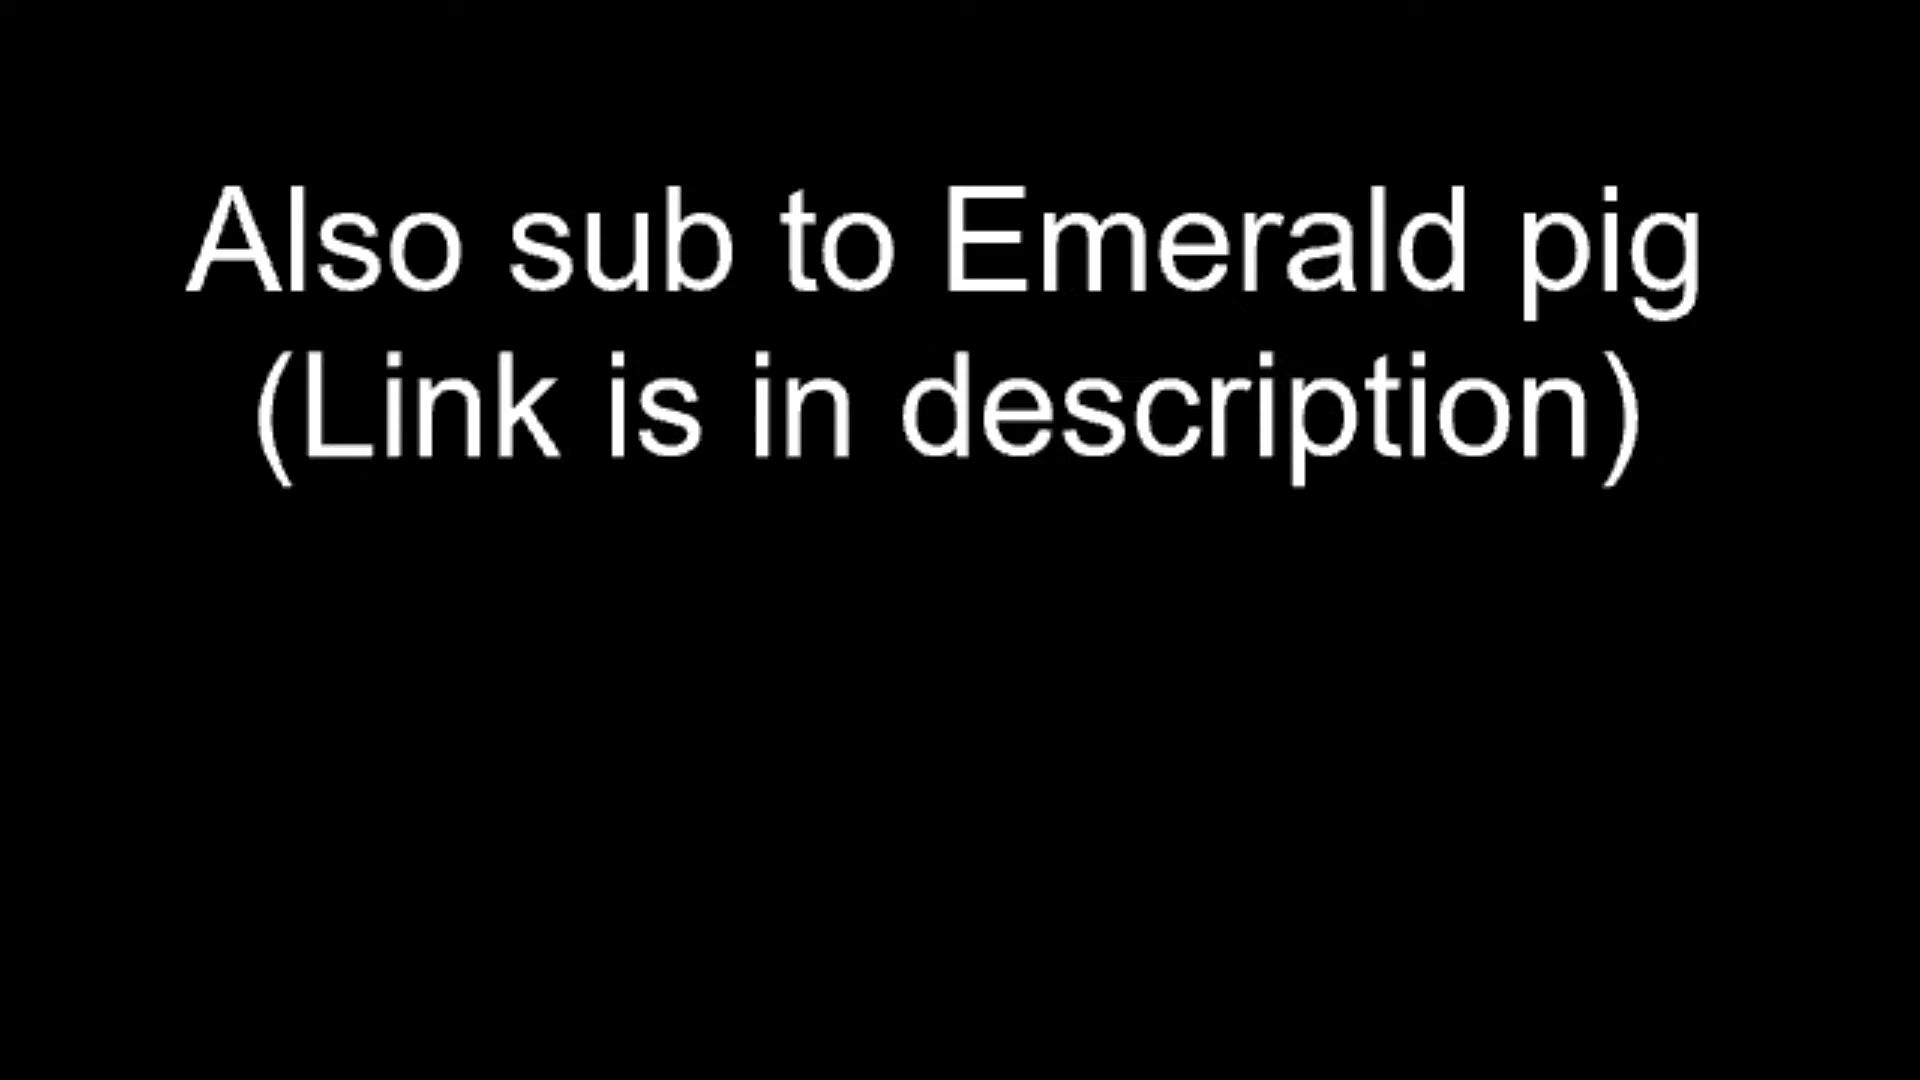 Also sub to Emerald pig
(Link is in description)